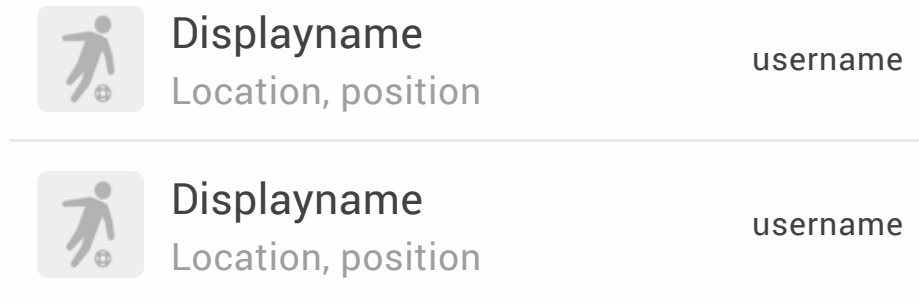 Displayname
Location, position
username
Displayname
Location, position
username